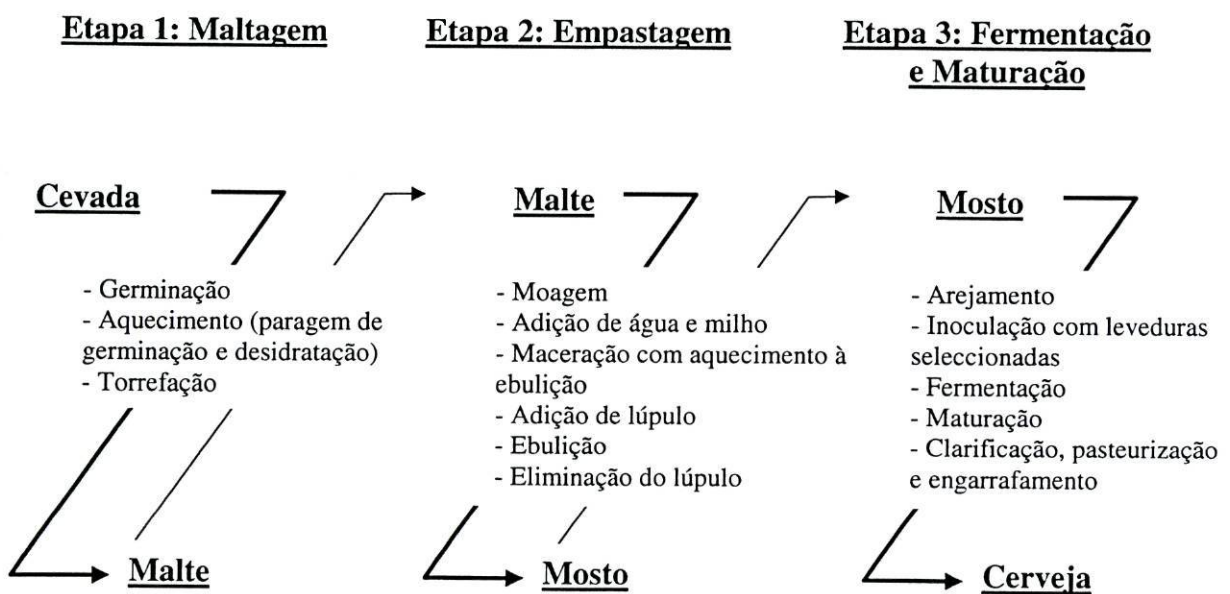 Etapa 1: Maltagem
Etapa 2: Empastagem
Etapa 3: Fermentação
e Maturação
Cevada
- Germinação
- Aquecimento (paragem de
germinação e desidratação)
- Torrefação
Malte
Malte
- Moagem
- Adição de água e milho
- Maceração com aquecimento à
ebulição
- Adição de lúpulo
- Ebulição
- Eliminação do lúpulo
Mosto
Mosto
- Arejamento
- Inoculação com leveduras
seleccionadas
- Fermentação
- Maturação
- Clarificação, pasteurização
e engarrafamento
Cerveja